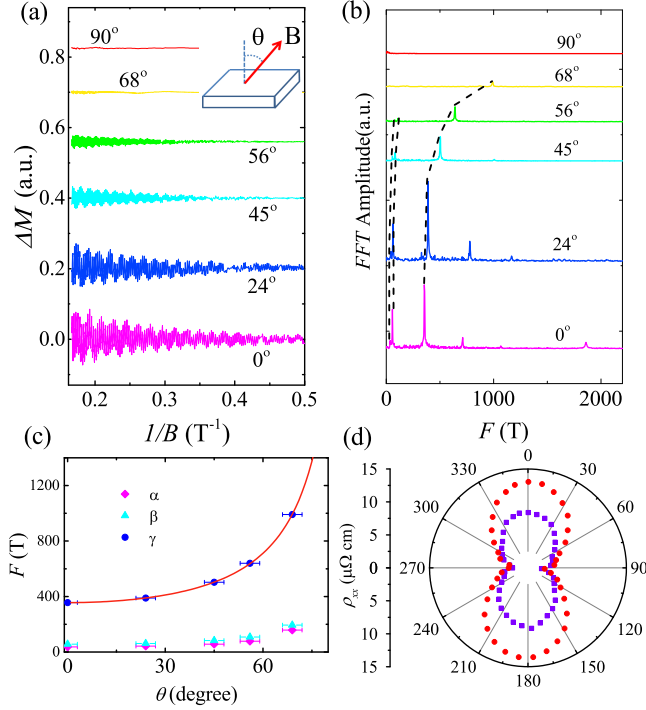 (a)
θ
B
90°
68°
56°
45°
24°
0°
0.8
0.6
0.4
0.2
0.0
ΔM (a.u.)
0.2 0.3 0.4 0.5
1/B (T⁻¹)
(b)
90°
68°
56°
45°
24°
0°
FFT Amplitude(a.u.)
0 1000 2000
F (T)
(c)
α
β
γ
1200
800
400
0
F (T)
0 20 40 60
θ (degree)
(d)
15
10
5
0
5
10
15
ρxx (μΩ cm)
0
30
60
90
120
150
180
210
240
270
300
330